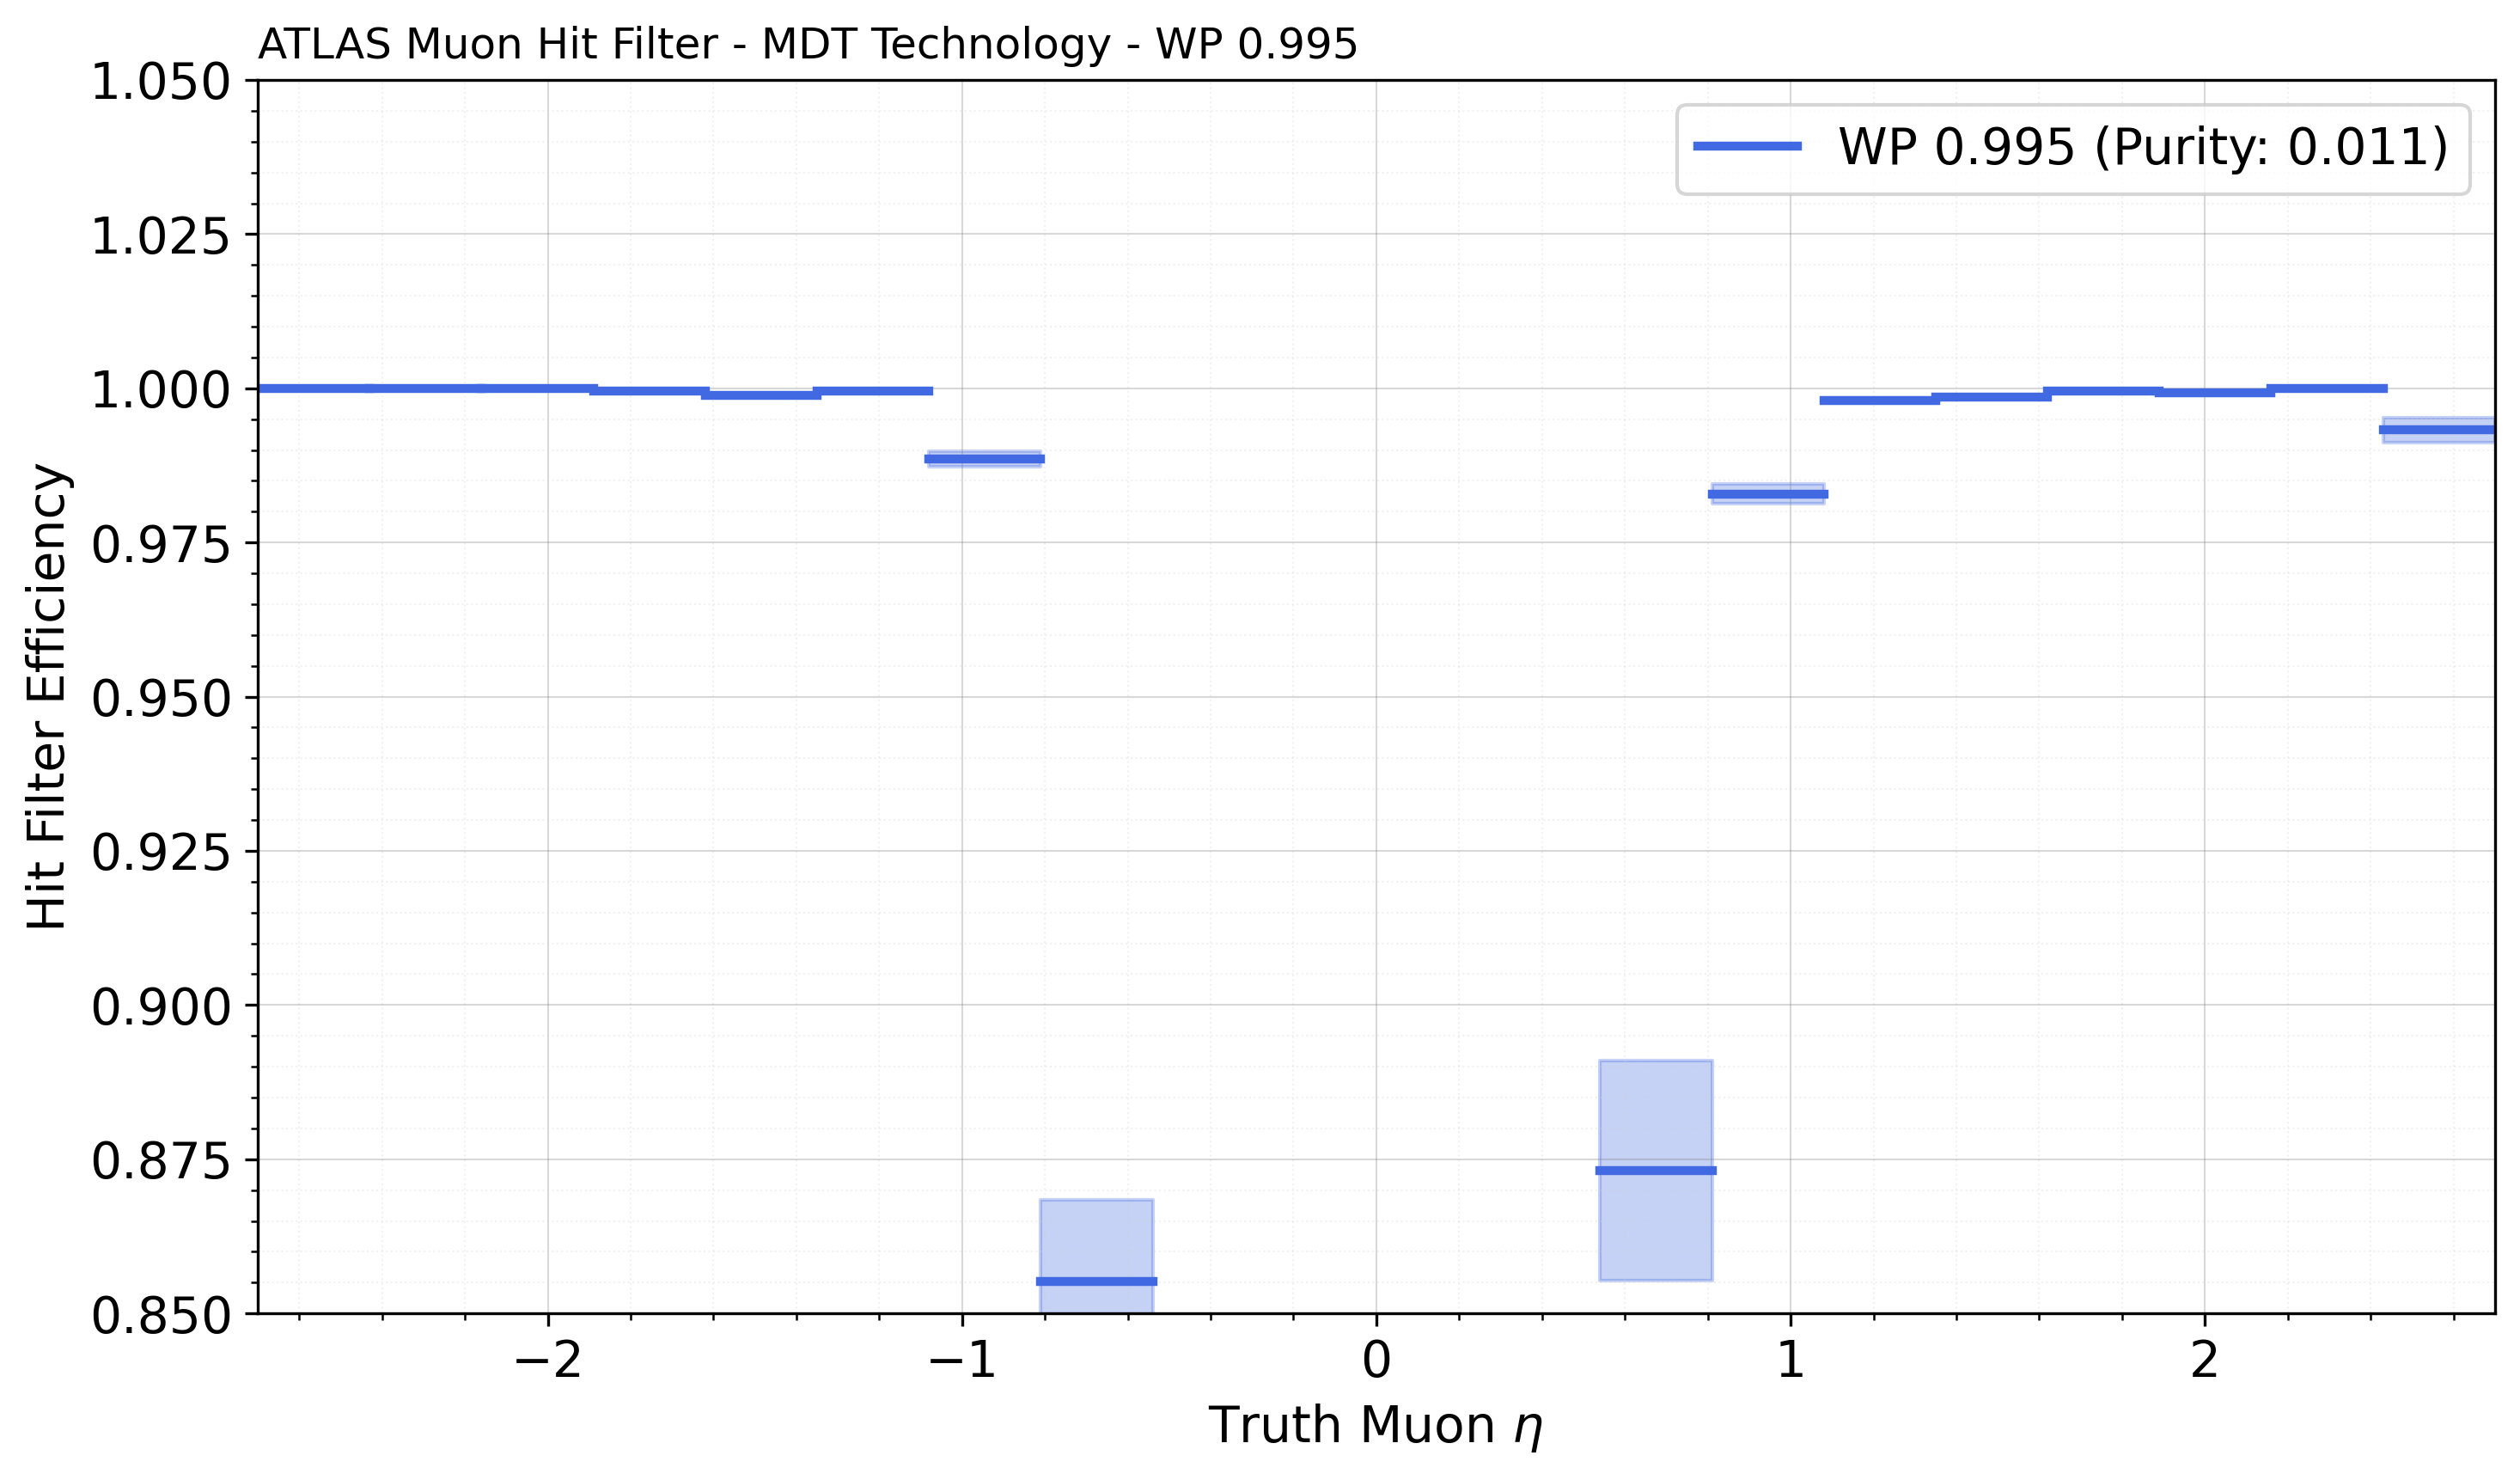 ATLAS Muon Hit Filter - MDT Technology - WP 0.995
1.050
1.025
1.000
0.975
0.950
0.925
0.900
0.875
0.850
Hit Filter Efficiency
WP 0.995 (Purity: 0.011)
−2 −1 0 1 2
Truth Muon η